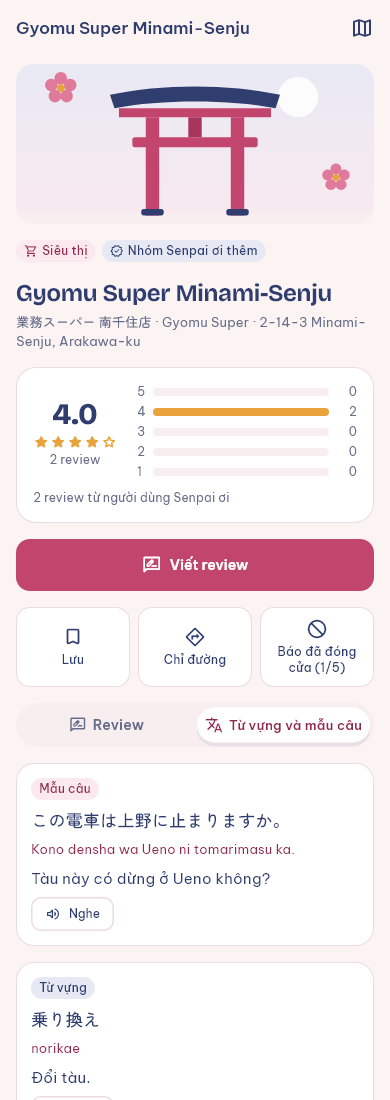 Gyomu Super Minami-Senju
Siêu thị
Nhóm Senpai ơi thêm
Gyomu Super Minami-Senju
業務スーパー 南千住店 · Gyomu Super · 2-14-3 Minami-
Senju, Arakawa-ku
4.0
2 review
5 0
4 2
3 0
2 0
1 0
2 review từ người dùng Senpai ơi
Viết review
Lưu
Chỉ đường
Báo đã đóng
cửa (1/5)
Review
Từ vựng và mẫu câu
Mẫu câu
この電車は上野に止まりますか。
Kono densha wa Ueno ni tomarimasu ka.
Tàu này có dừng ở Ueno không?
Nghe
Từ vựng
乗り換え
norikae
Đổi tàu.